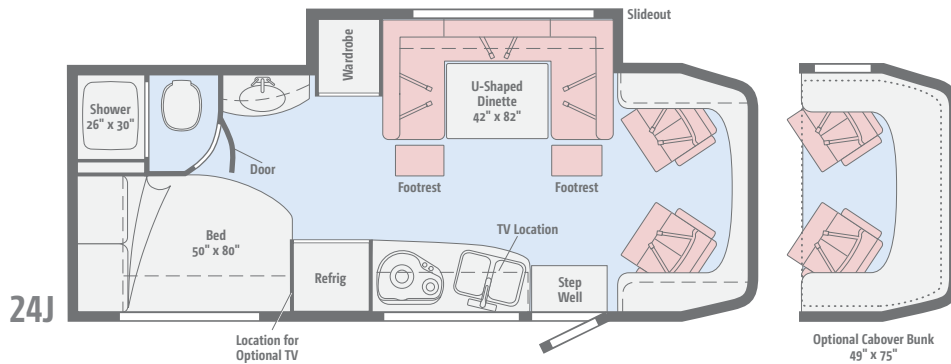 Slideout
Wardrobe
U-Shaped
Dinette
42" x 82"
Shower
26" x 30"
Door
Footrest
Footrest
TV Location
Bed
50" x 80"
Refrig
Step
Well
24J
Location for
Optional TV
Optional Cabover Bunk
49" x 75"